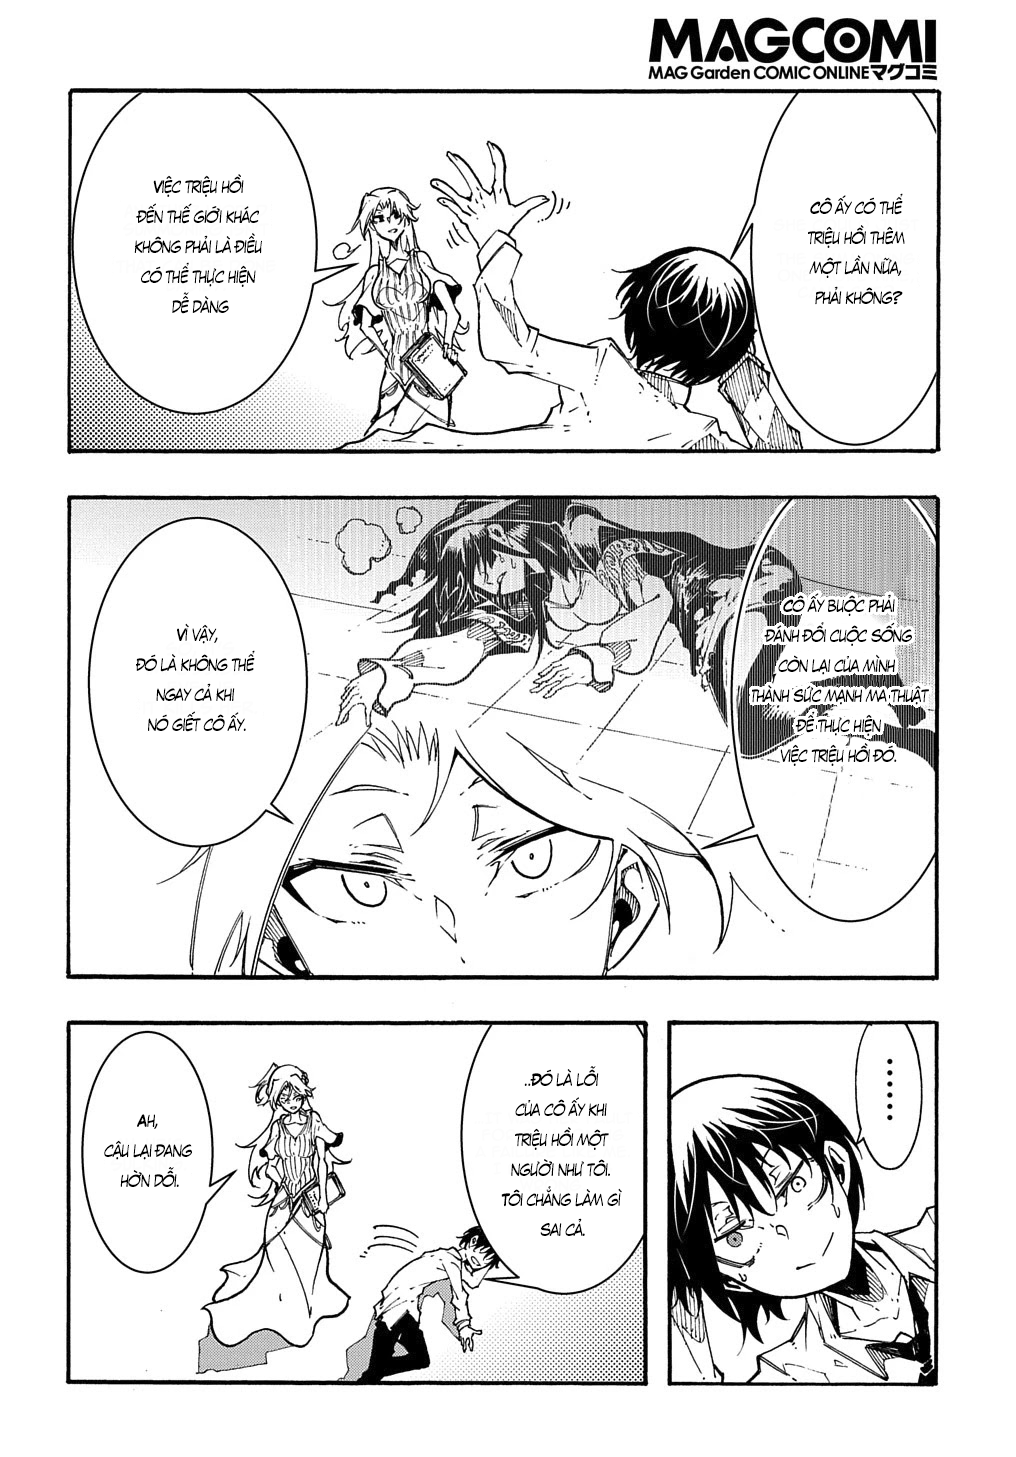 MAGCOMI
MAG Garden COMIC ONLINE マグコミ
CÔ ẤY CÓ THỂ
TRIỆU HỒI THÊM
MỘT LẦN NỮA,
PHẢI KHÔNG?
VIỆC TRIỆU HỒI
ĐẾN THẾ GIỚI KHÁC
KHÔNG PHẢI LÀ ĐIỀU
CÓ THỂ THỰC HIỆN
DỄ DÀNG
CÔ ẤY BUỘC PHẢI
ĐÁNH ĐỔI CUỘC SỐNG
CÒN LẠI CỦA MÌNH
THÀNH SỨC MẠNH MA THUẬT
ĐỂ THỰC HIỆN
VIỆC TRIỆU HỒI ĐÓ.
VÌ VẬY,
ĐÓ LÀ KHÔNG THỂ
NGAY CẢ KHI
NÓ GIẾT CÔ ẤY.
......
..ĐÓ LÀ LỖI
CỦA CÔ ẤY KHI
TRIỆU HỒI MỘT
NGƯỜI NHƯ TÔI.
TÔI CHẲNG LÀM GÌ
SAI CẢ.
AH,
CẬU LẠI ĐANG
HỜN DỖI.